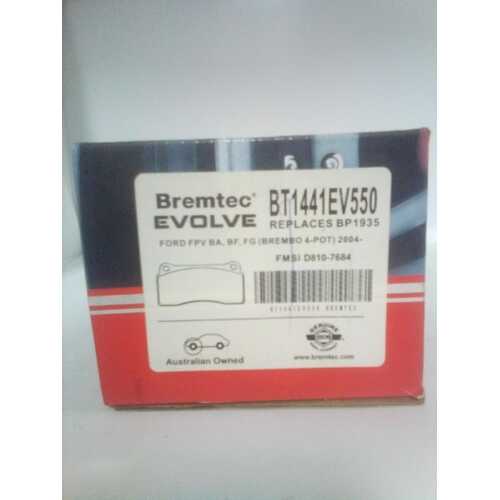 Bremtec®
EVOLVE
BT1441EV550
REPLACES BP1935
FORD FPV BA, BF, FG (BREMBO 4-POT) 2004-
FMSI D810-7684
Australian Owned
GENUINE
www.bremtec.com